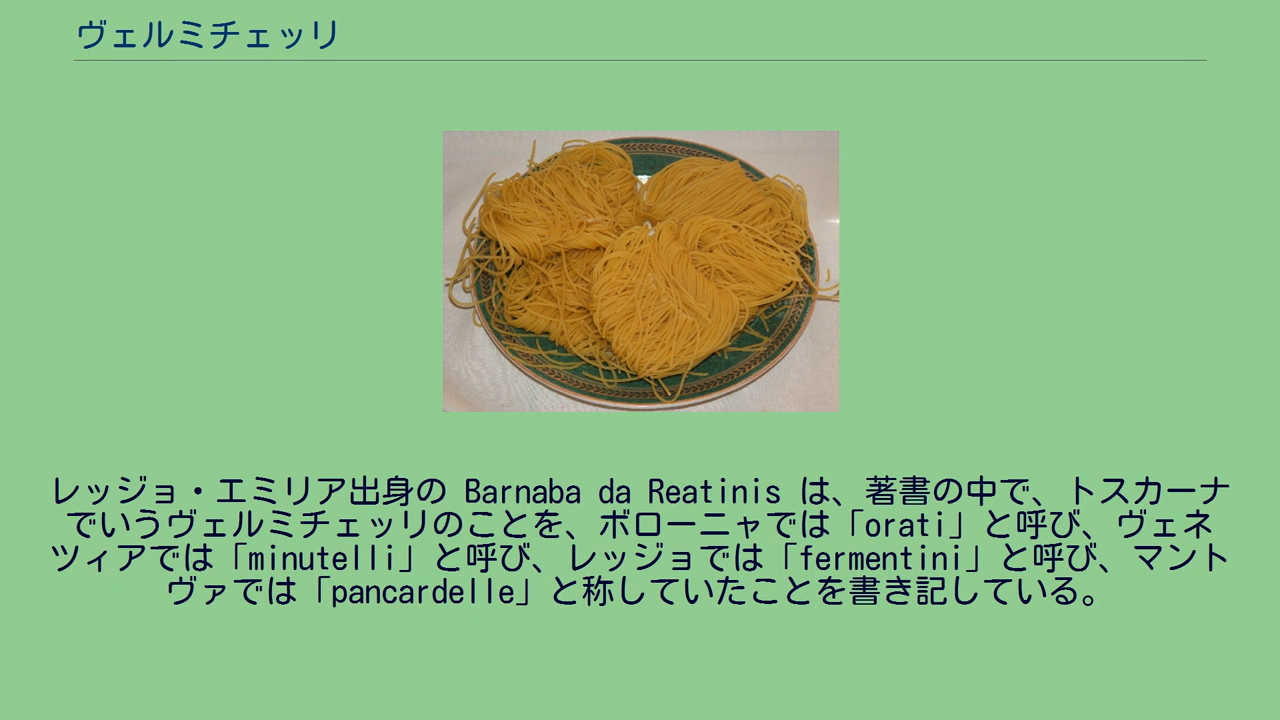 ヴェルミチェッリ
レッジョ・エミリア出身の Barnaba da Reatinis は、著書の中で、トスカーナ
でいうヴェルミチェッリのことを、ボローニャでは「orati」と呼び、ヴェネ
ツィアでは「minutelli」と呼び、レッジョでは「fermentini」と呼び、マント
ヴァでは「pancardelle」と称していたことを書き記している。